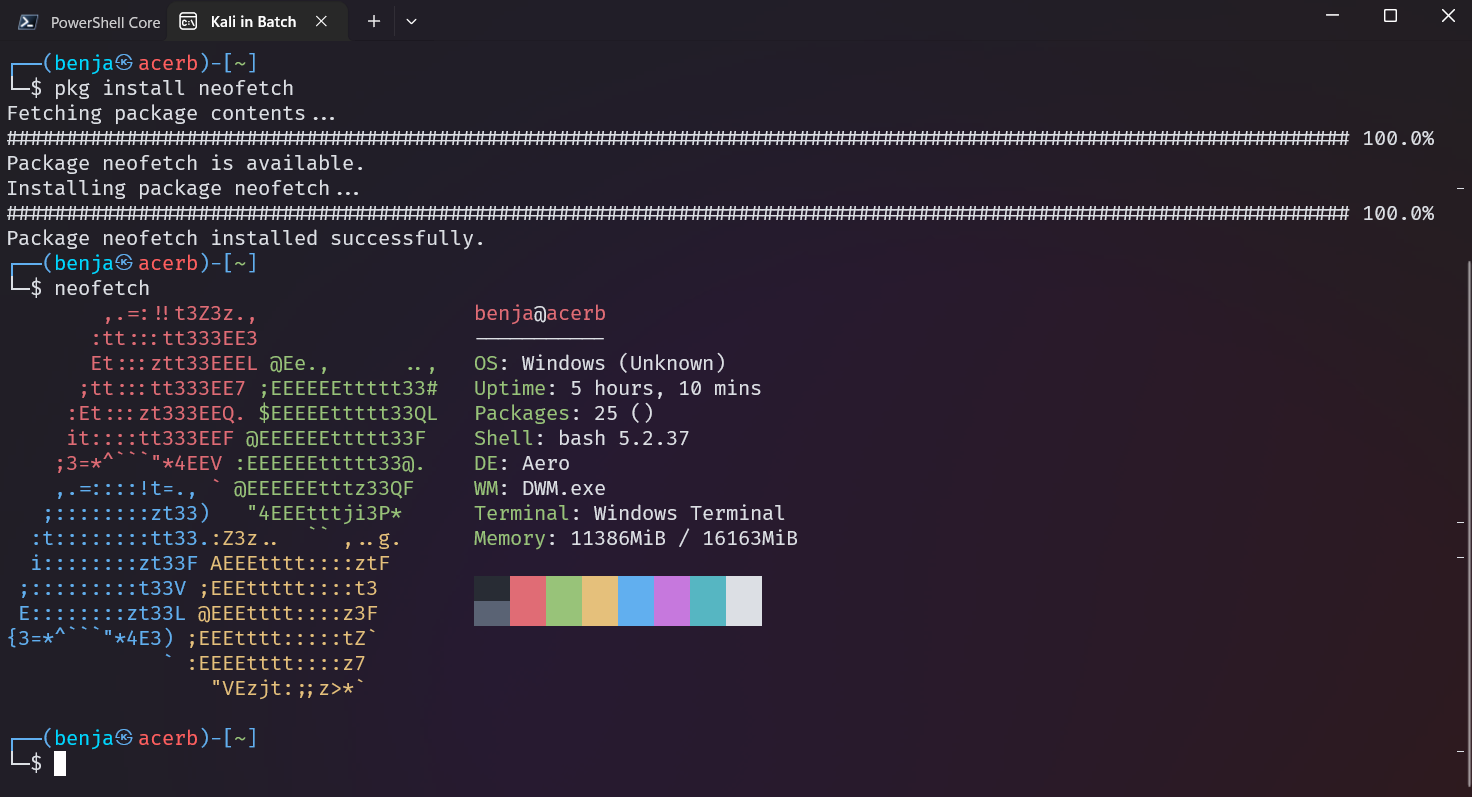 PowerShell Core
Kali in Batch
┌──(benja㉿acerb)-[~]
└─$ pkg install neofetch
Fetching package contents...
################################################################################################################ 100.0%
Package neofetch is available.
Installing package neofetch...
################################################################################################################ 100.0%
Package neofetch installed successfully.
┌──(benja㉿acerb)-[~]
└─$ neofetch
        ,.=:!!t3Z3z.,                  benja@acerb
       :tt:::tt333EE3                  -----------
       Et:::ztt33EEEL @Ee.,      ..,   OS: Windows (Unknown)
      ;tt:::tt333EE7 ;EEEEEEttttt33#   Uptime: 5 hours, 10 mins
     :Et:::zt333EEQ. $EEEEEttttt33QL   Packages: 25 ()
     it::::tt333EEF @EEEEEEttttt33F    Shell: bash 5.2.37
    ;3=*^```"*4EEV :EEEEEEttttt33@.    DE: Aero
    ,.=::::!t=., ` @EEEEEEtttz33QF     WM: DWM.exe
   ;::::::::zt33)   "4EEEtttji3P*      Terminal: Windows Terminal
  :t::::::::tt33.:Z3z..  `` ,..g.      Memory: 11386MiB / 16163MiB
  i::::::::zt33F AEEEtttt::::ztF
 ;:::::::::t33V ;EEEttttt::::t3
 E::::::::zt33L @EEEtttt::::z3F
{3=*^```"*4E3) ;EEEtttt:::::tZ`
             ` :EEEEtttt::::z7
                 "VEzjt:;;z>*`
┌──(benja㉿acerb)-[~]
└─$